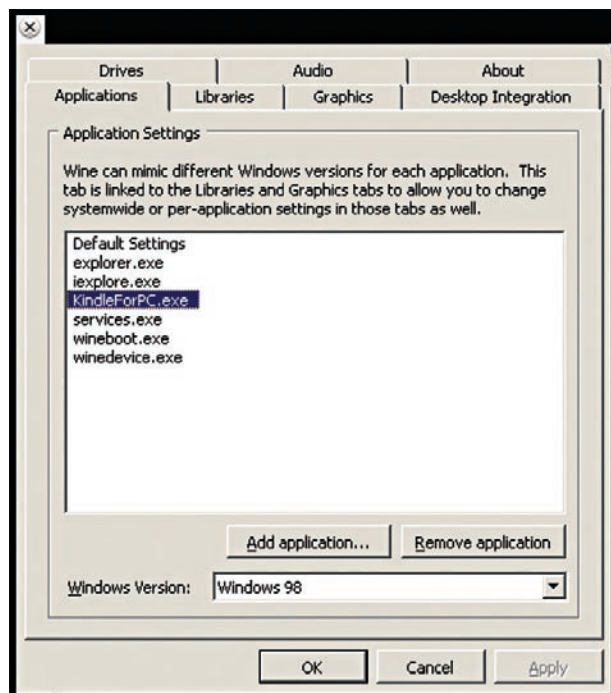 Drives Audio About
Applications Libraries Graphics Desktop Integration
Application Settings
Wine can mimic different Windows versions for each application. This
tab is linked to the Libraries and Graphics tabs to allow you to change
systemwide or per-application settings in those tabs as well.
Default Settings
explorer.exe
iexplore.exe
KindleForPC.exe
services.exe
wineboot.exe
winedevice.exe
Add application... Remove application
Windows Version: Windows 98
OK Cancel Apply